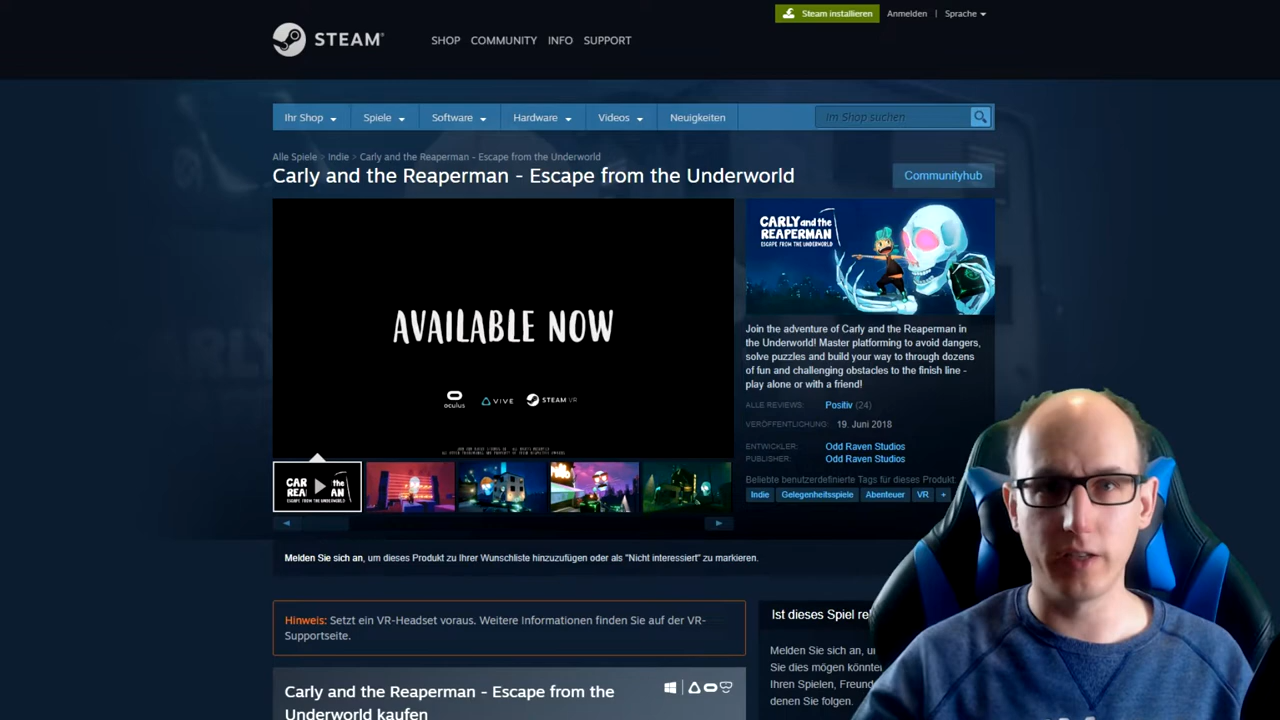 Steam installieren
Anmelden | Sprache
STEAM®
SHOP COMMUNITY INFO SUPPORT
Ihr Shop Spiele Software Hardware Videos Neuigkeiten
Im Shop suchen
Alle Spiele > Indie > Carly and the Reaperman - Escape from the Underworld
Carly and the Reaperman - Escape from the Underworld
Communityhub
AVAILABLE NOW
oculus VIVE STEAM VR
CARLY and the
REAPERMAN
ESCAPE FROM THE UNDERWORLD
Join the adventure of Carly and the Reaperman in
the Underworld! Master platforming to avoid dangers,
solve puzzles and build your way to through dozens
of fun and challenging obstacles to the finish line -
play alone or with a friend!
ALLE REVIEWS: Positiv (24)
VERÖFFENTLICHUNG: 19. Juni 2018
ENTWICKLER: Odd Raven Studios
PUBLISHER: Odd Raven Studios
Beliebte benutzerdefinierte Tags für dieses Produkt:
Indie Gelegenheitsspiele Abenteuer VR +
Melden Sie sich an, um dieses Produkt zu Ihrer Wunschliste hinzuzufügen oder als "Nicht interessiert" zu markieren.
Hinweis: Setzt ein VR-Headset voraus. Weitere Informationen finden Sie auf der VR-
Supportseite.
Carly and the Reaperman - Escape from the
Underworld kaufen
Ist dieses Spiel rel
Melden Sie sich an, u
Sie dies mögen könnte
Ihren Spielen, Freund
denen Sie folgen.